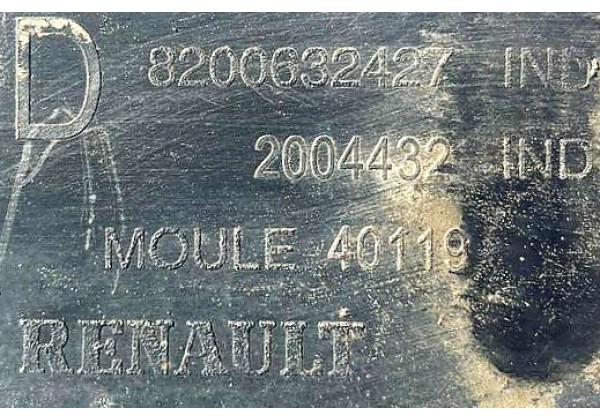 D 8200632427 IND
2004432 IND
MOULE 40119
RENAULT